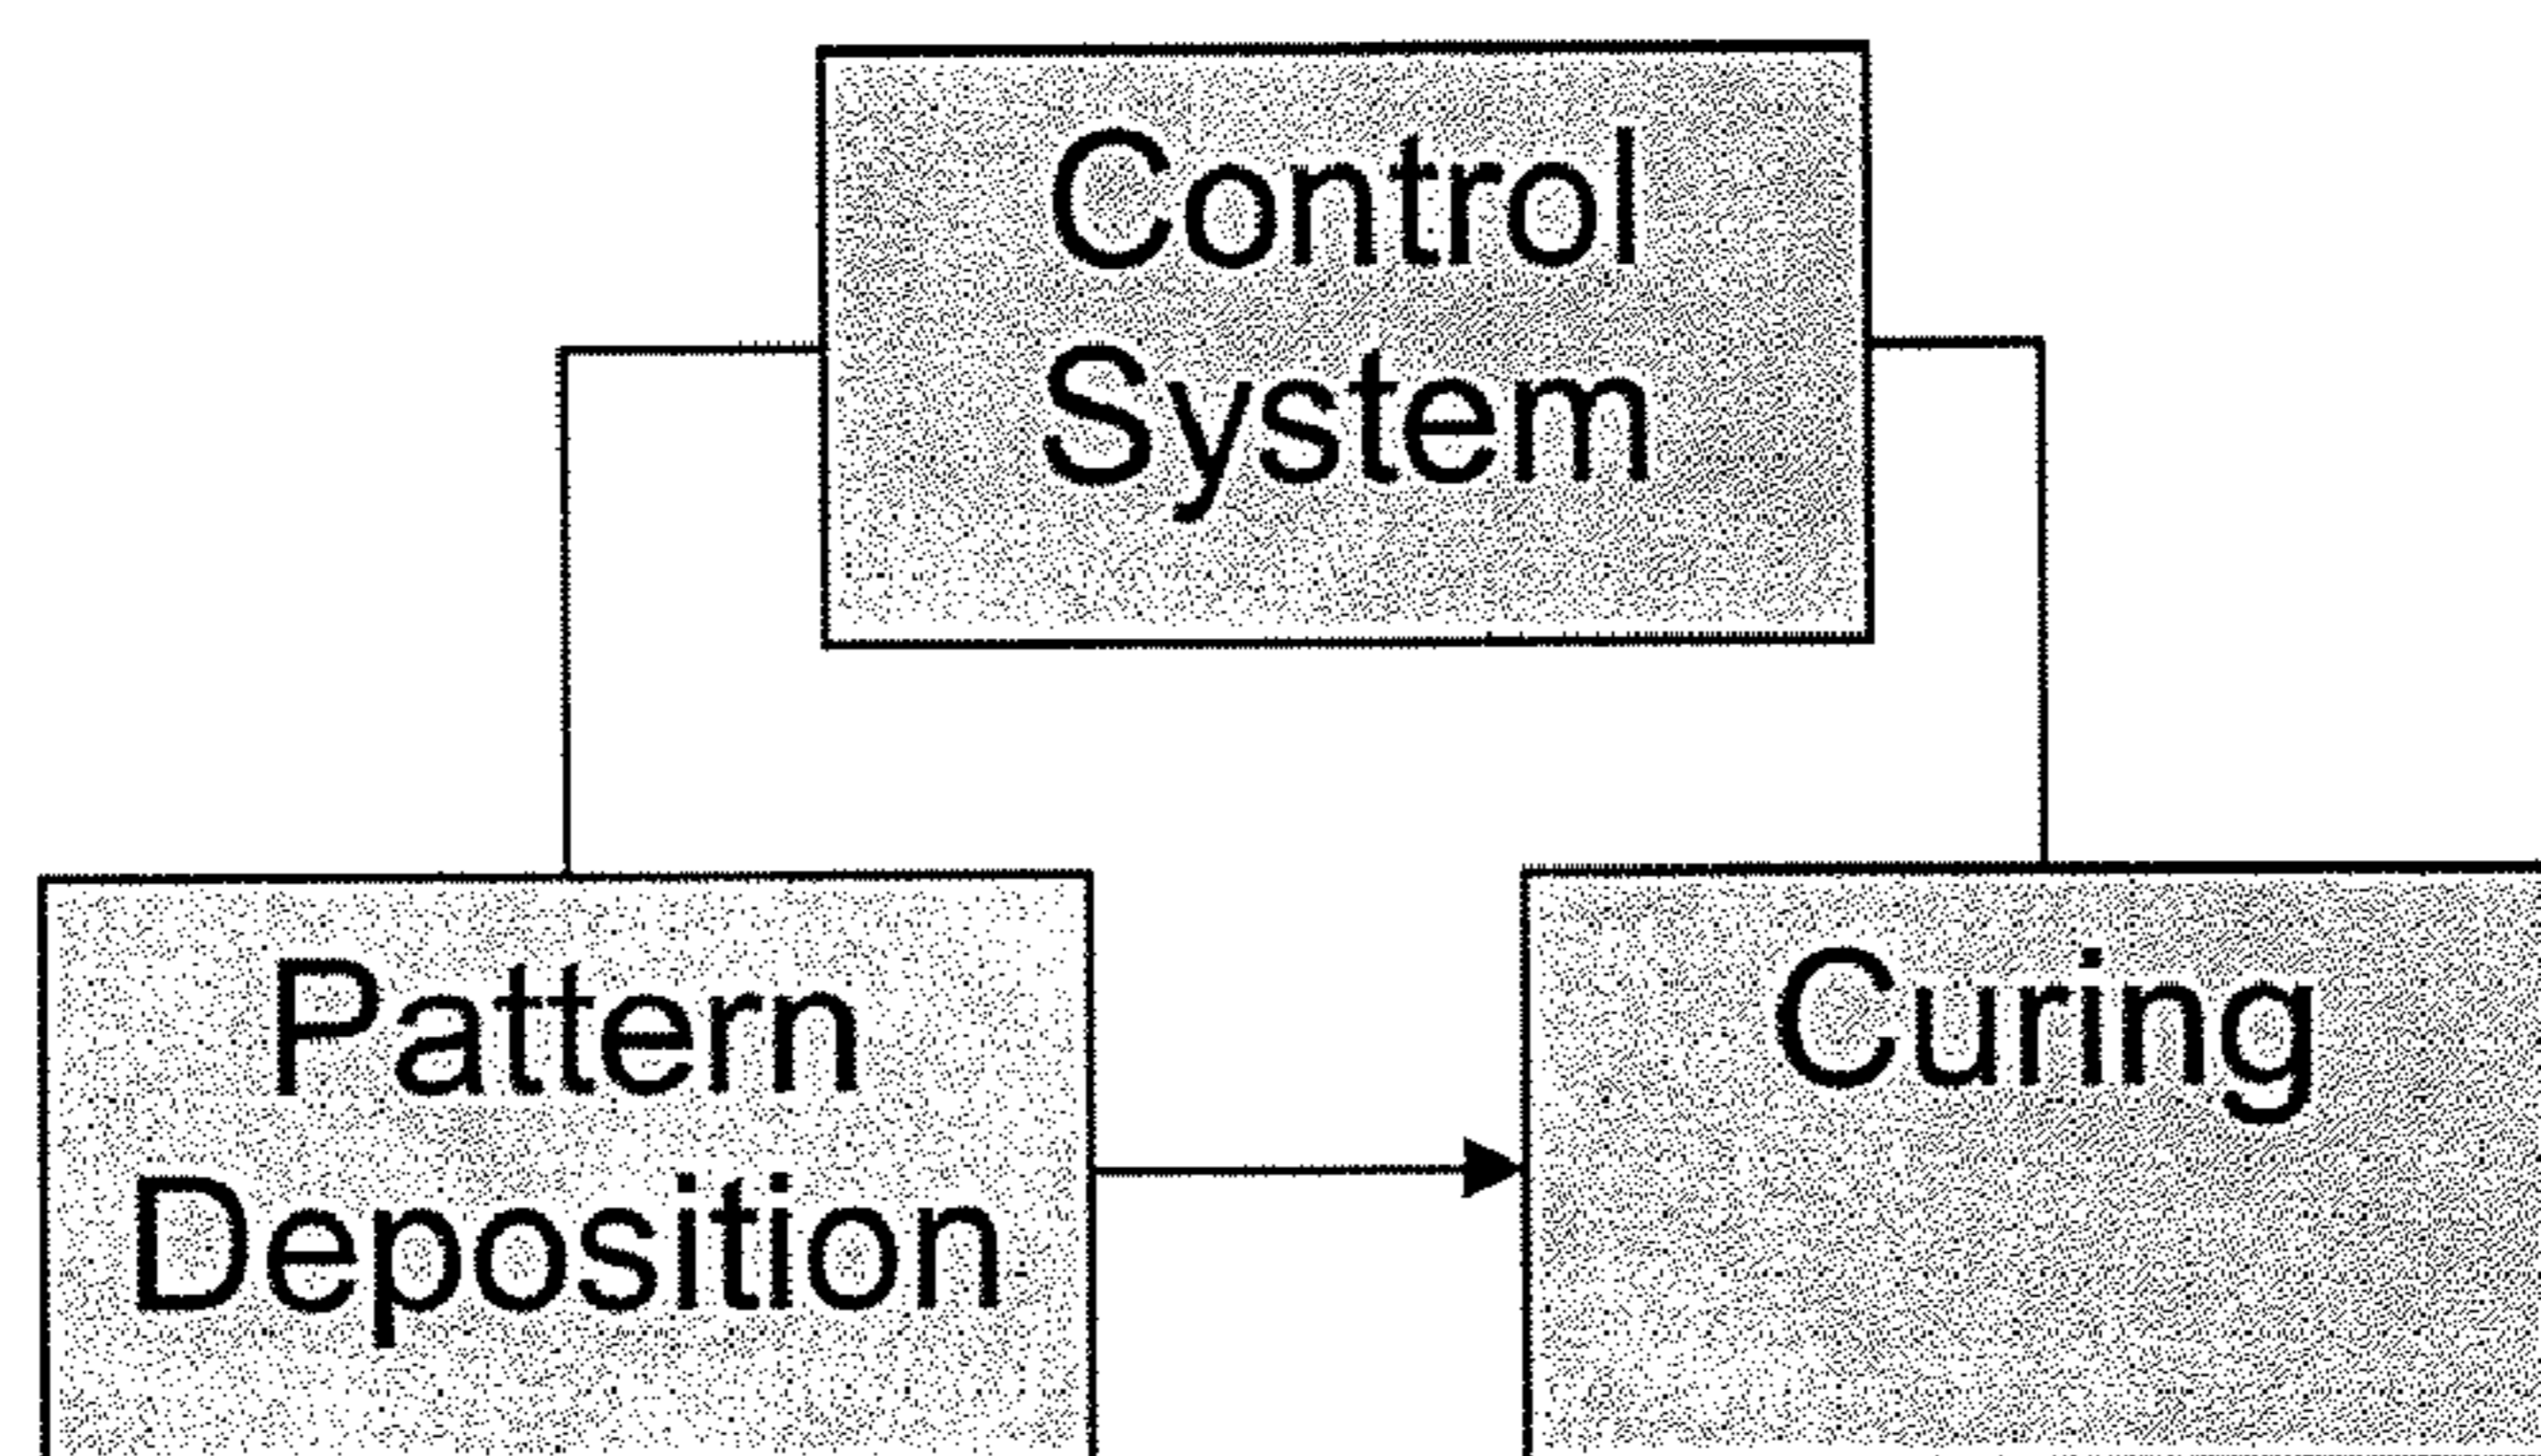 Control
System
Pattern
Deposition
Curing